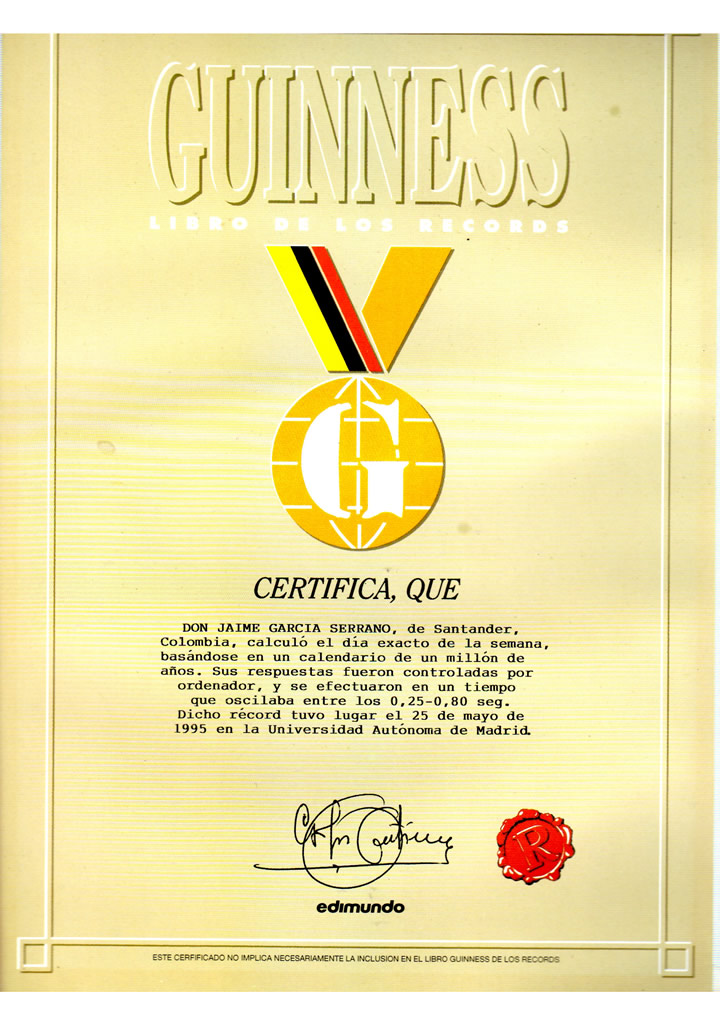 GUINNESS
LIBRO DE LOS RECORDS
G
CERTIFICA, QUE
DON JAIME GARCIA SERRANO, de Santander,
Colombia, calculó el día exacto de la semana,
basándose en un calendario de un millón de
años. Sus respuestas fueron controladas por
ordenador, y se efectuaron en un tiempo
que oscilaba entre los 0,25-0,80 seg.
Dicho récord tuvo lugar el 25 de mayo de
1995 en la Universidad Autónoma de Madrid.
R
edimundo
ESTE CERFIFICADO NO IMPLICA NECESARIAMENTE LA INCLUSION EN EL LIBRO GUINNESS DE LOS RECORDS